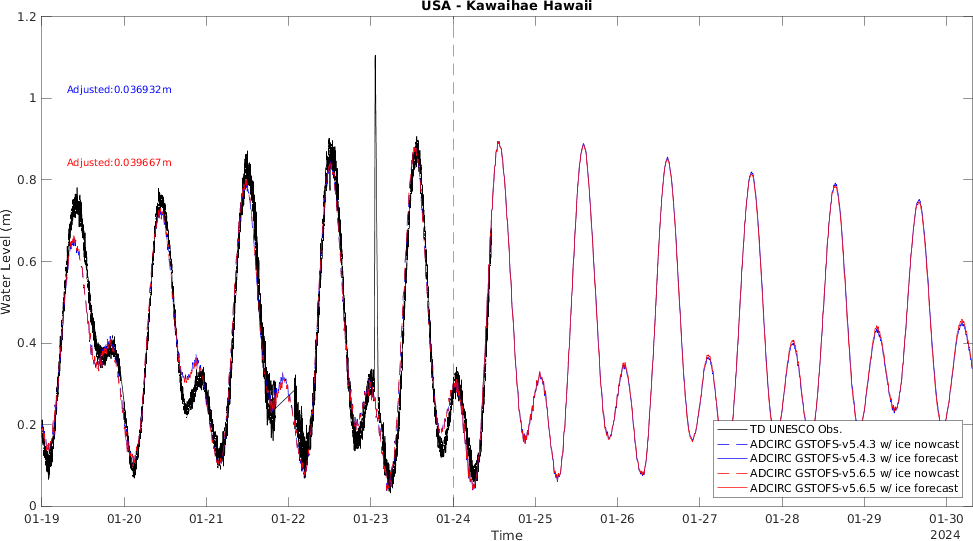 USA - Kawaihae Hawaii
1.2
1
0.8
0.6
0.4
0.2
0
Water Level (m)
Adjusted:0.036932m
Adjusted:0.039667m
TD UNESCO Obs.
ADCIRC GSTOFS-v5.4.3 w/ ice nowcast
ADCIRC GSTOFS-v5.4.3 w/ ice forecast
ADCIRC GSTOFS-v5.6.5 w/ ice nowcast
ADCIRC GSTOFS-v5.6.5 w/ ice forecast
01-19 01-20 01-21 01-22 01-23 01-24 01-25 01-26 01-27 01-28 01-29 01-30
2024
Time